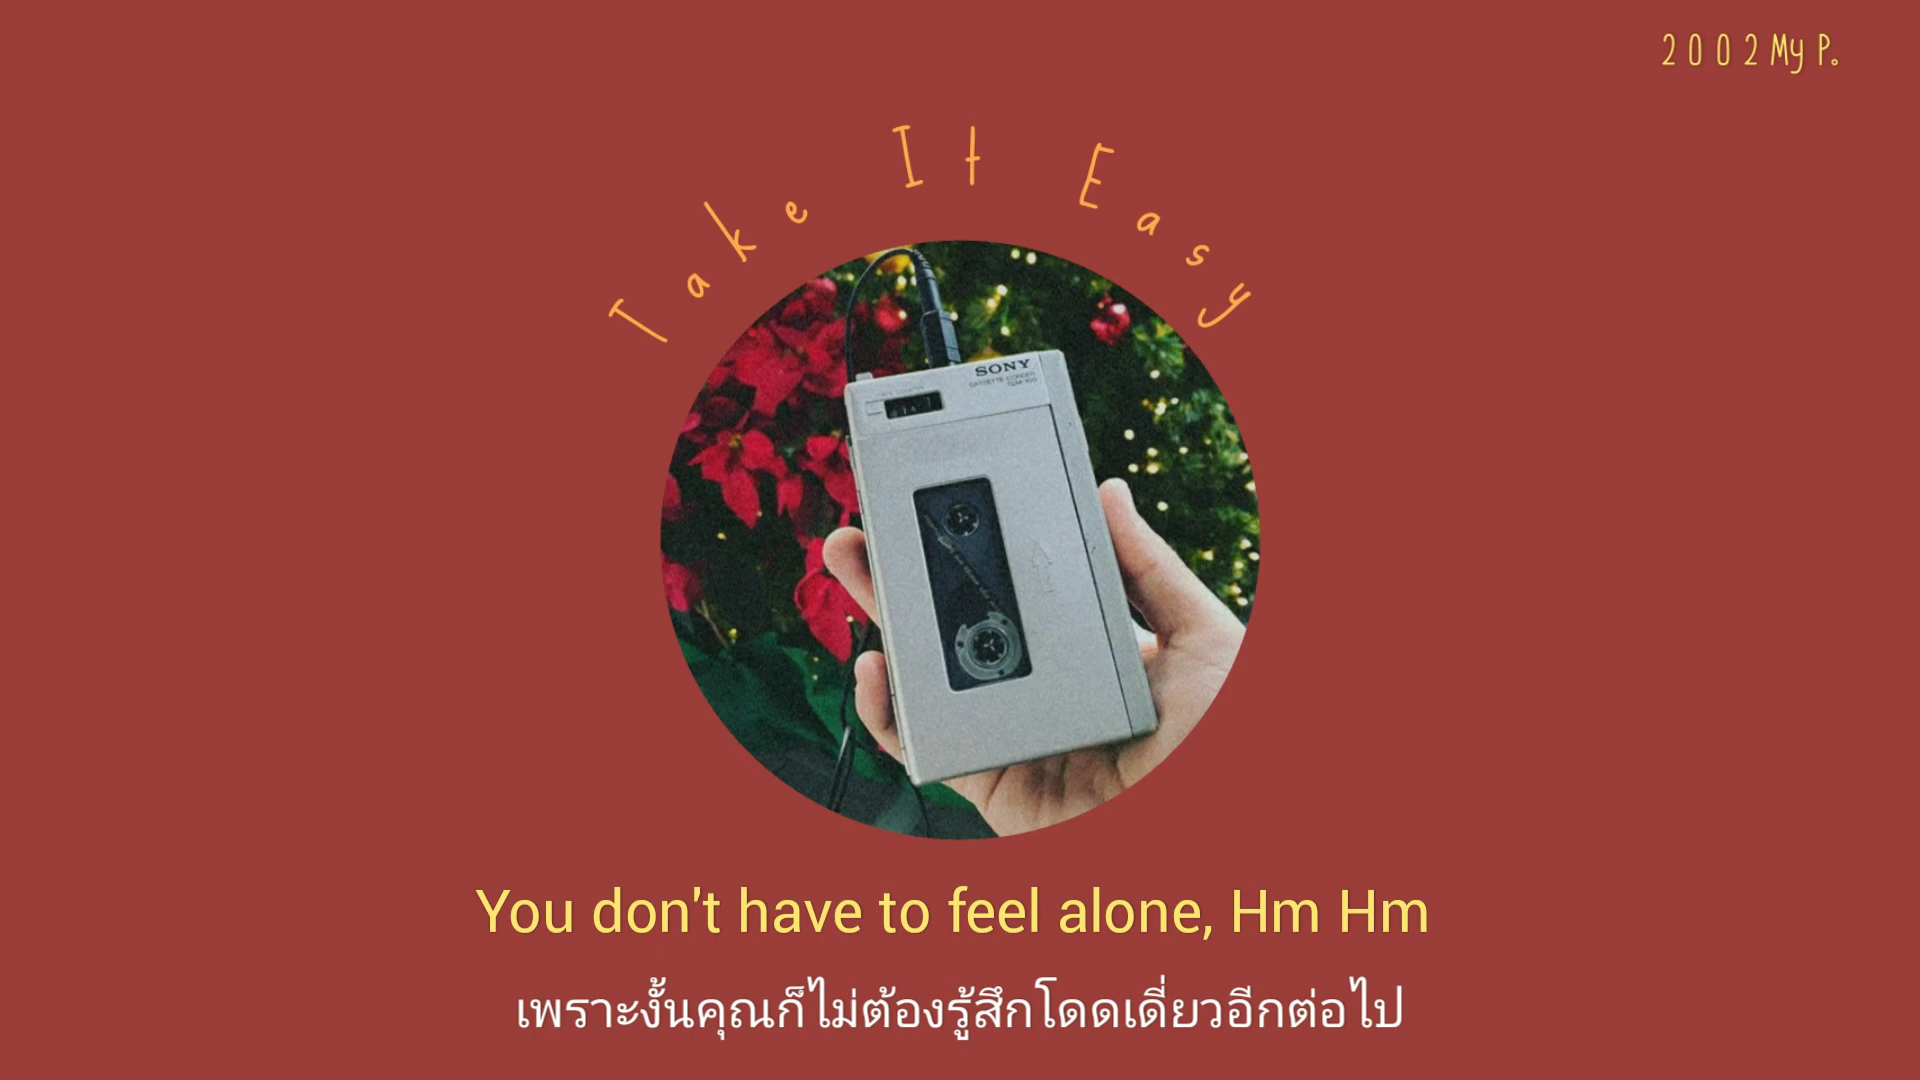 2002 My P.
Take It Easy
SONY
CASSETTE-CORDER
You don't have to feel alone, Hm Hm
เพราะงั้นคุณก็ไม่ต้องรู้สึกโดดเดี่ยวอีกต่อไป